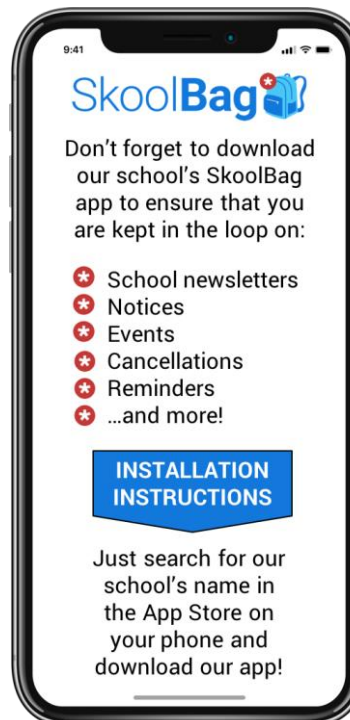 9:41
SkoolBag
Don't forget to download
our school's SkoolBag
app to ensure that you
are kept in the loop on:
School newsletters
Notices
Events
Cancellations
Reminders
...and more!
INSTALLATION
INSTRUCTIONS
Just search for our
school's name in
the App Store on
your phone and
download our app!